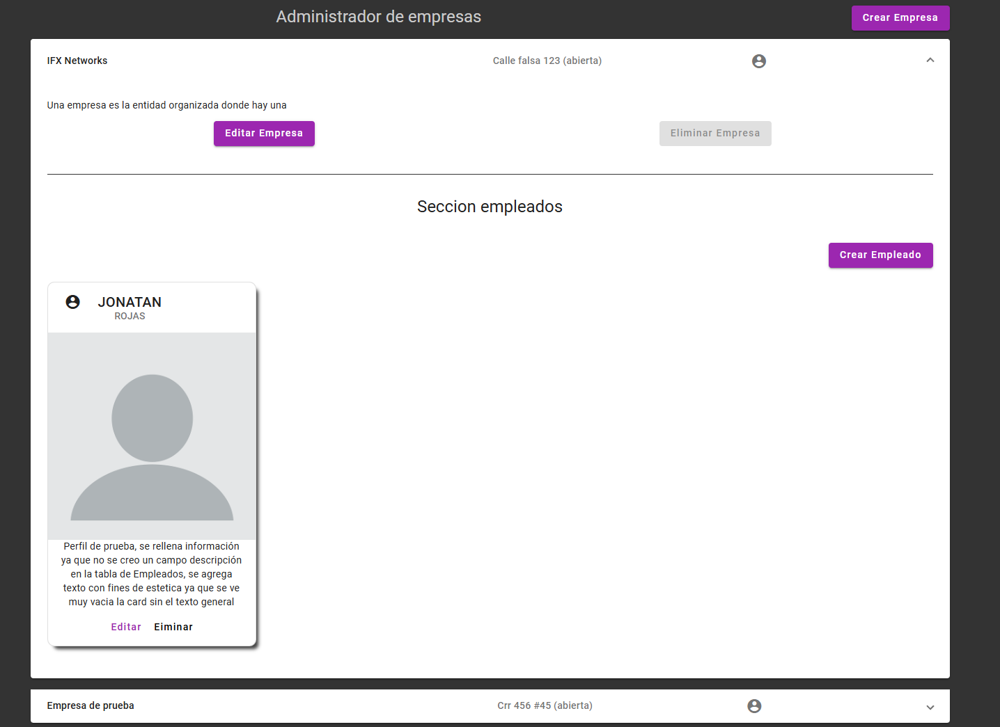 Administrador de empresas
Crear Empresa
IFX Networks
Calle falsa 123 (abierta)
Una empresa es la entidad organizada donde hay una
Editar Empresa
Eliminar Empresa
Seccion empleados
Crear Empleado
JONATAN
ROJAS
Perfil de prueba, se rellena información
ya que no se creo un campo descripción
en la tabla de Empleados, se agrega
texto con fines de estetica ya que se ve
muy vacia la card sin el texto general
Editar
Eiminar
Empresa de prueba
Crr 456 #45 (abierta)